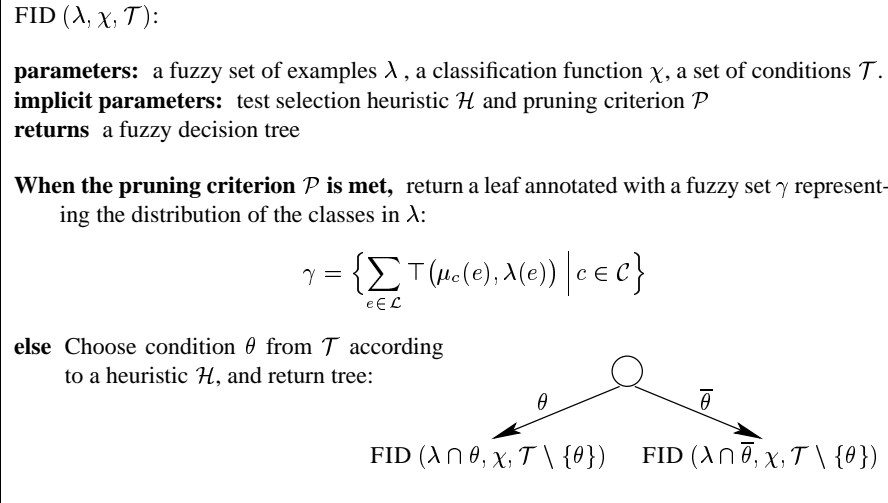 FID (λ, χ, 𝒯):
parameters: a fuzzy set of examples λ , a classification function χ, a set of conditions 𝒯.
implicit parameters: test selection heuristic ℋ and pruning criterion 𝒫
returns a fuzzy decision tree
When the pruning criterion 𝒫 is met, return a leaf annotated with a fuzzy set γ represent-
ing the distribution of the classes in λ:
γ = { ∑_{e∈ℒ} ⊤(μ_c(e), λ(e)) | c ∈ 𝒞 }
else Choose condition θ from 𝒯 according
to a heuristic ℋ, and return tree:
θ θ̅
FID (λ ∩ θ, χ, 𝒯 \ {θ}) FID (λ ∩ θ̅, χ, 𝒯 \ {θ})